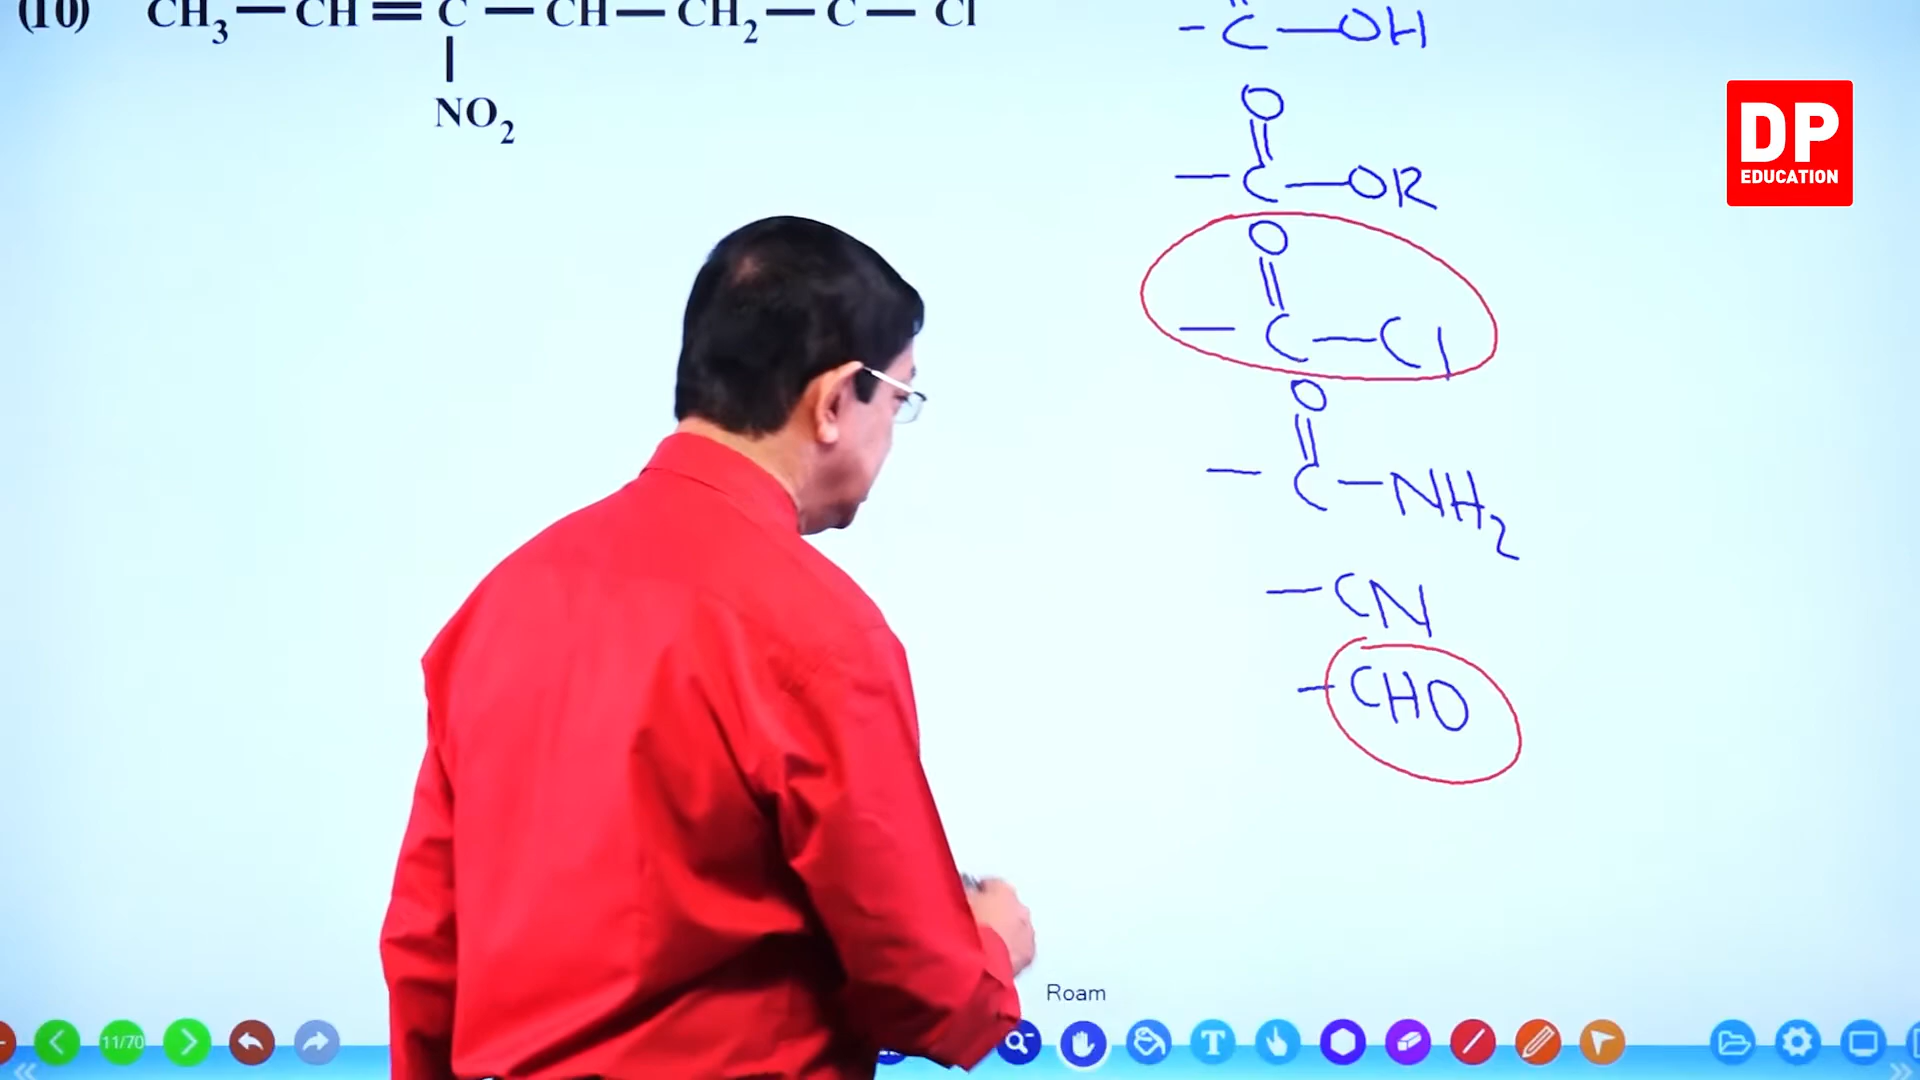 (10) CH3 — CH = C — CH — CH2 — C — Cl
NO2
- C — OH
O
— C — OR
O
— C — Cl
O
— C — NH2
— CN
— CHO
DP
EDUCATION
Roam
11/70
T